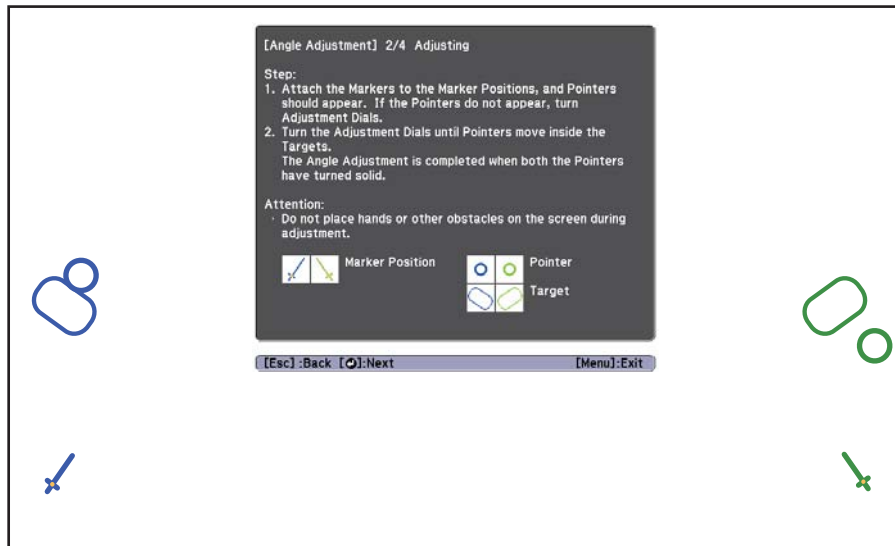 [Angle Adjustment] 2/4 Adjusting
Step:
1. Attach the Markers to the Marker Positions, and Pointers
should appear. If the Pointers do not appear, turn
Adjustment Dials.
2. Turn the Adjustment Dials until Pointers move inside the
Targets.
The Angle Adjustment is completed when both the Pointers
have turned solid.
Attention:
· Do not place hands or other obstacles on the screen during
adjustment.
Marker Position
Pointer
Target
[Esc] :Back [⏎]:Next [Menu]:Exit